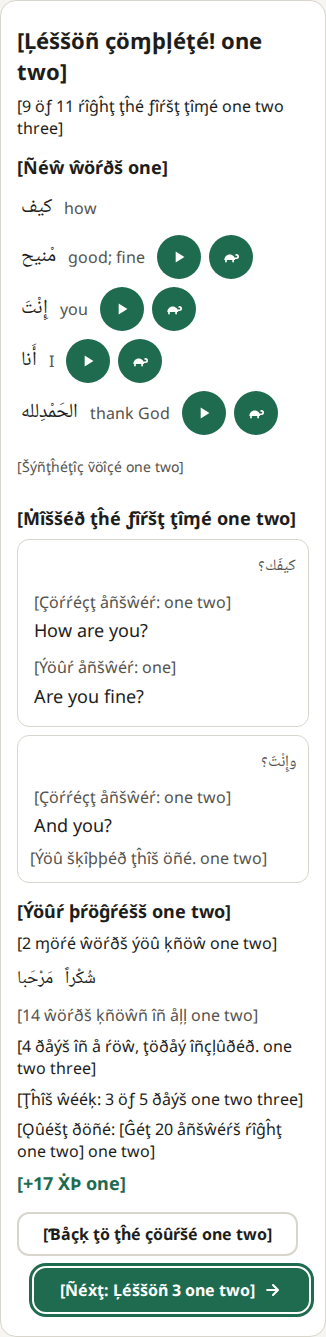 [Ļéššöñ çöɱþļéţé! one
two]
[9 öƒ 11 ŕîĝĥţ ţĥé ƒîŕšţ ţîɱé one two
three]
[Ñéŵ ŵöŕðš one]
كيف how
مْنيح good; fine
إِنْتَ you
أَنا I
الحَمْدِلله thank God
[Šýñţĥéţîç ṽöîçé one two]
[Ṁîššéð ţĥé ƒîŕšţ ţîɱé one two]
كيفَك؟
[Çöŕŕéçţ åñšŵéŕ: one two]
How are you?
[Ýöûŕ åñšŵéŕ: one]
Are you fine?
وإِنْتَ؟
[Çöŕŕéçţ åñšŵéŕ: one two]
And you?
[Ýöû šķîþþéð ţĥîš öñé. one two]
[Ýöûŕ þŕöĝŕéšš one two]
[2 ɱöŕé ŵöŕðš ýöû ķñöŵ one two]
شُكْراً مَرْحَبا
[14 ŵöŕðš ķñöŵñ îñ åļļ one two]
[4 ðåýš îñ å ŕöŵ, ţöðåý îñçļûðéð. one
two three]
[Ţĥîš ŵééķ: 3 öƒ 5 ðåýš one two three]
[Ǫûéšţ ðöñé: [Ĝéţ 20 åñšŵéŕš ŕîĝĥţ
one two] one two]
[+17 ẊÞ one]
[Ɓåçķ ţö ţĥé çöûŕšé one two]
[Ñéẋţ: Ļéššöñ 3 one two] →